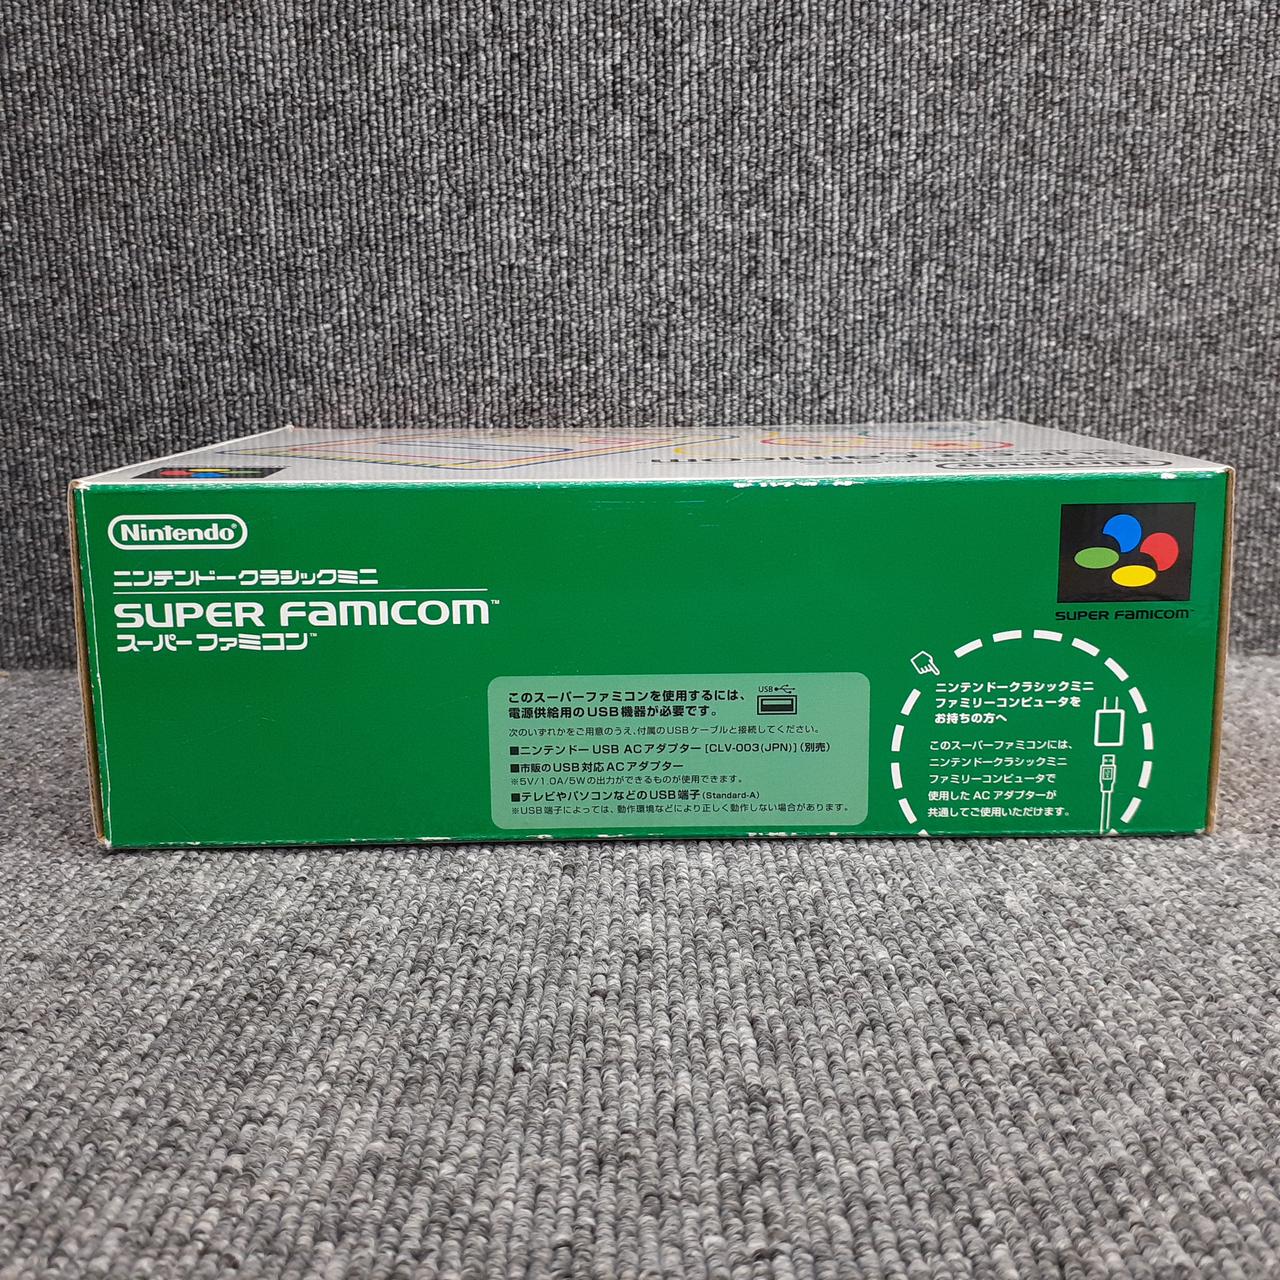 Nintendo®
ニンテンドークラシックミニ
SUPER FAMICOM™
スーパーファミコン™
SUPER FAMICOM™
このスーパーファミコンを使用するには、
電源供給用のUSB機器が必要です。
USB
次のいずれかをご用意のうえ、付属のUSBケーブルと接続してください。
■ニンテンドーUSB ACアダプター[CLV-003(JPN)](別売)
■市販のUSB対応ACアダプター
※5V/1.0A/5Wの出力ができるものが使用できます。
■テレビやパソコンなどのUSB端子(Standard-A)
※USB端子によっては、動作環境などにより正しく動作しない場合があります。
ニンテンドークラシックミニ
ファミリーコンピュータを
お持ちの方へ
このスーパーファミコンには、
ニンテンドークラシックミニ
ファミリーコンピュータで
使用したACアダプターが
共通してご使用いただけます。